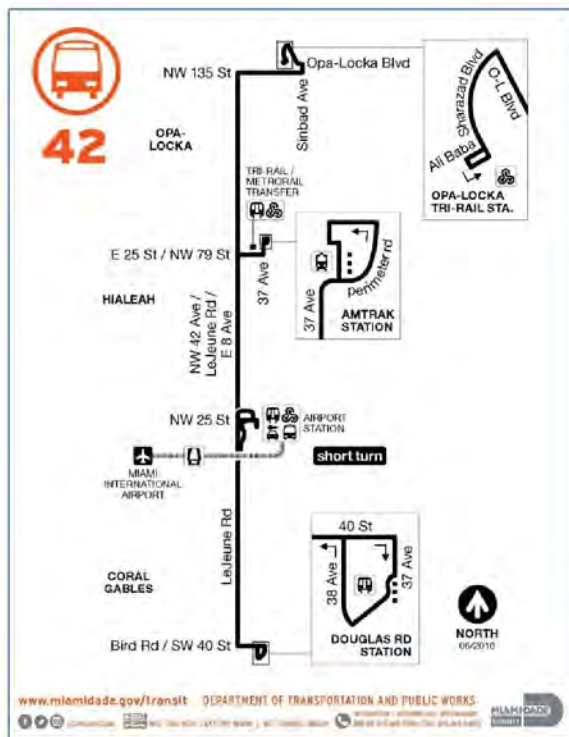 42
NW 135 St
Opa-Locka Blvd
Sinbad Ave
OPA-
LOCKA
Sharazad Blvd
O-L Blvd
Ali Baba
OPA-LOCKA
TRI-RAIL STA.
TRI-RAIL /
METRORAIL
TRANSFER
E 25 St / NW 79 St
37 Ave
37 Ave
perimeter rd
AMTRAK
STATION
HIALEAH
NW 42 Ave /
LeJeune Rd /
E 8 Ave
NW 25 St
AIRPORT
STATION
short turn
MIAMI
INTERNATIONAL
AIRPORT
LeJeune Rd
CORAL
GABLES
40 St
38 Ave
37 Ave
DOUGLAS RD
STATION
Bird Rd / SW 40 St
NORTH
www.miamidade.gov/transit DEPARTMENT OF TRANSPORTATION AND PUBLIC WORKS
MIAMI-DADE
COUNTY